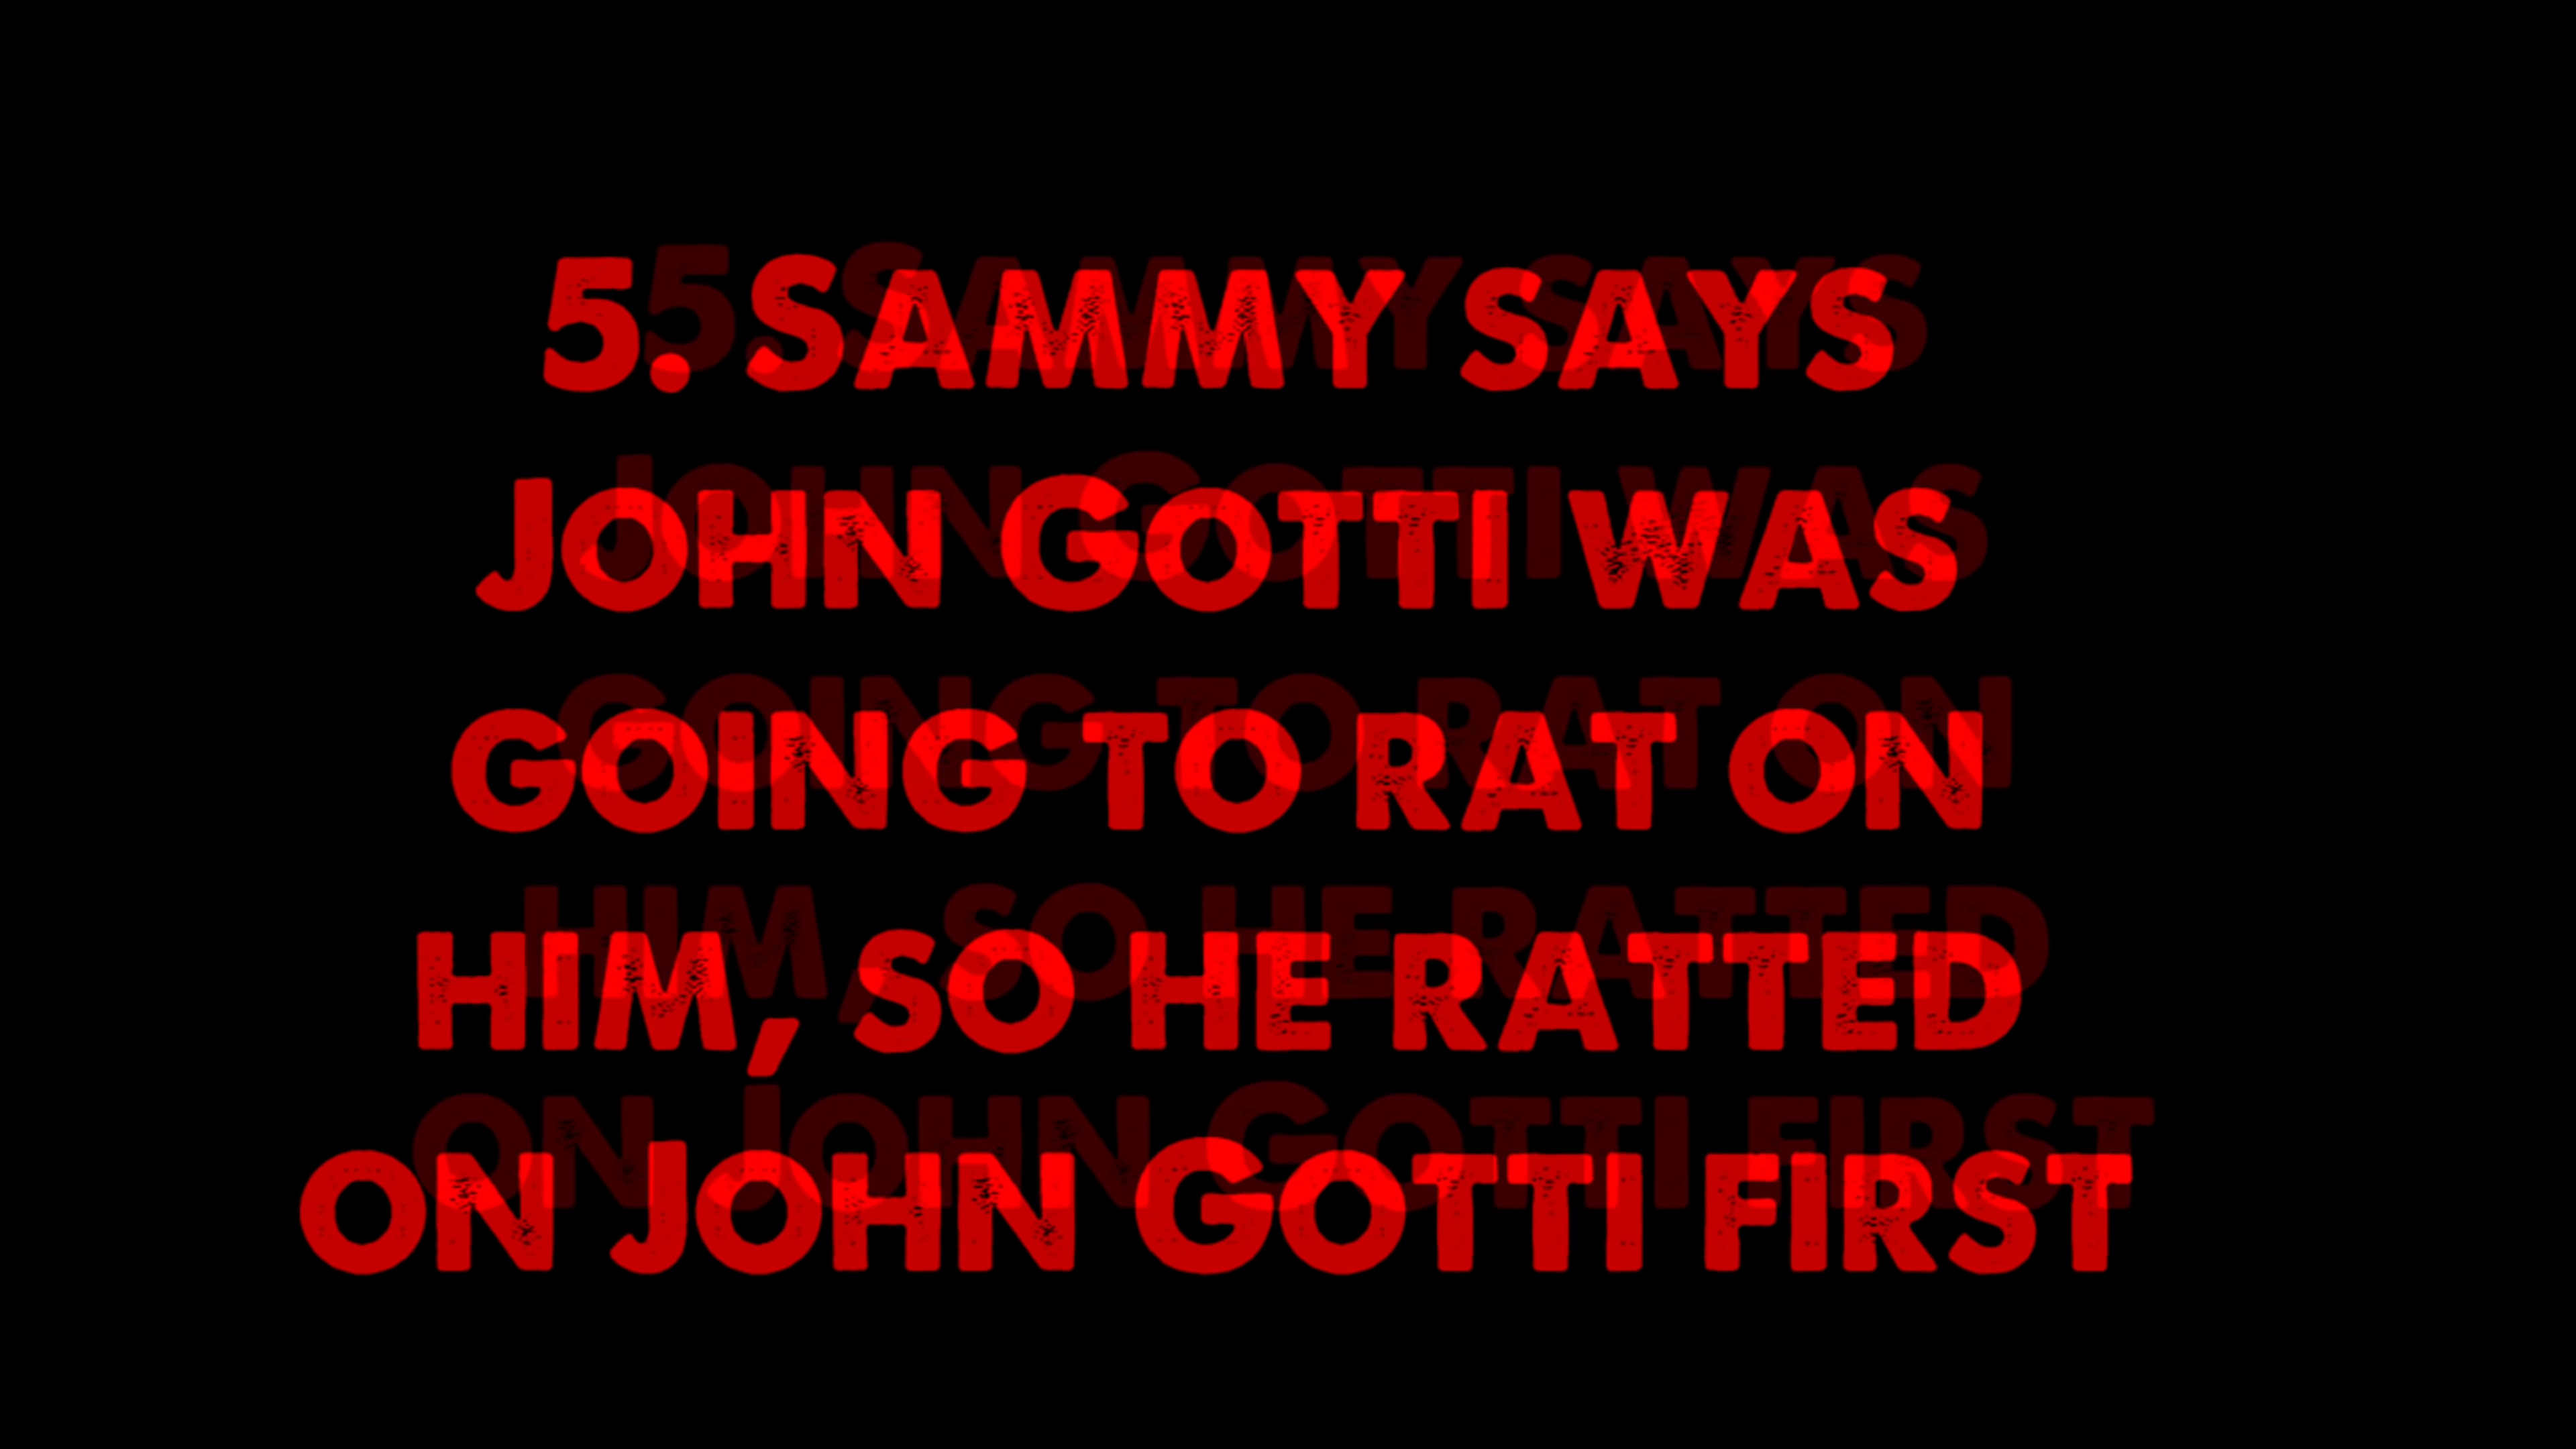 5. SAMMY SAYS
JOHN GOTTI WAS
GOING TO RAT ON
HIM, SO HE RATTED
ON JOHN GOTTI FIRST